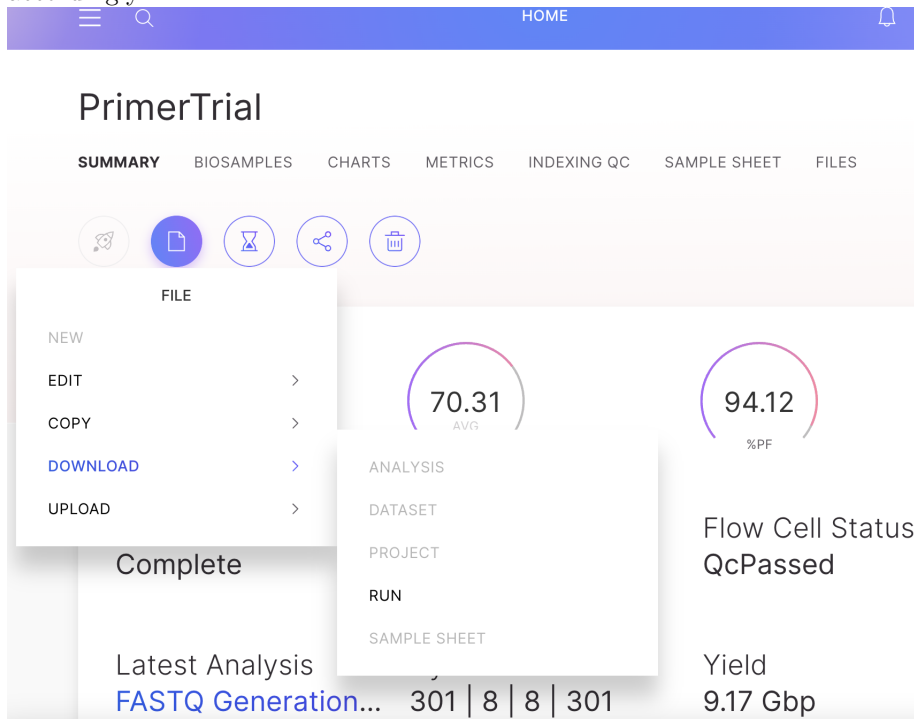 HOME
PrimerTrial
SUMMARY BIOSAMPLES CHARTS METRICS INDEXING QC SAMPLE SHEET FILES
FILE
NEW
EDIT
COPY
DOWNLOAD
UPLOAD
70.31
AVG
94.12
%PF
ANALYSIS
DATASET
PROJECT
RUN
SAMPLE SHEET
Complete
Flow Cell Status
QcPassed
Latest Analysis
FASTQ Generation...
301 | 8 | 8 | 301
Yield
9.17 Gbp